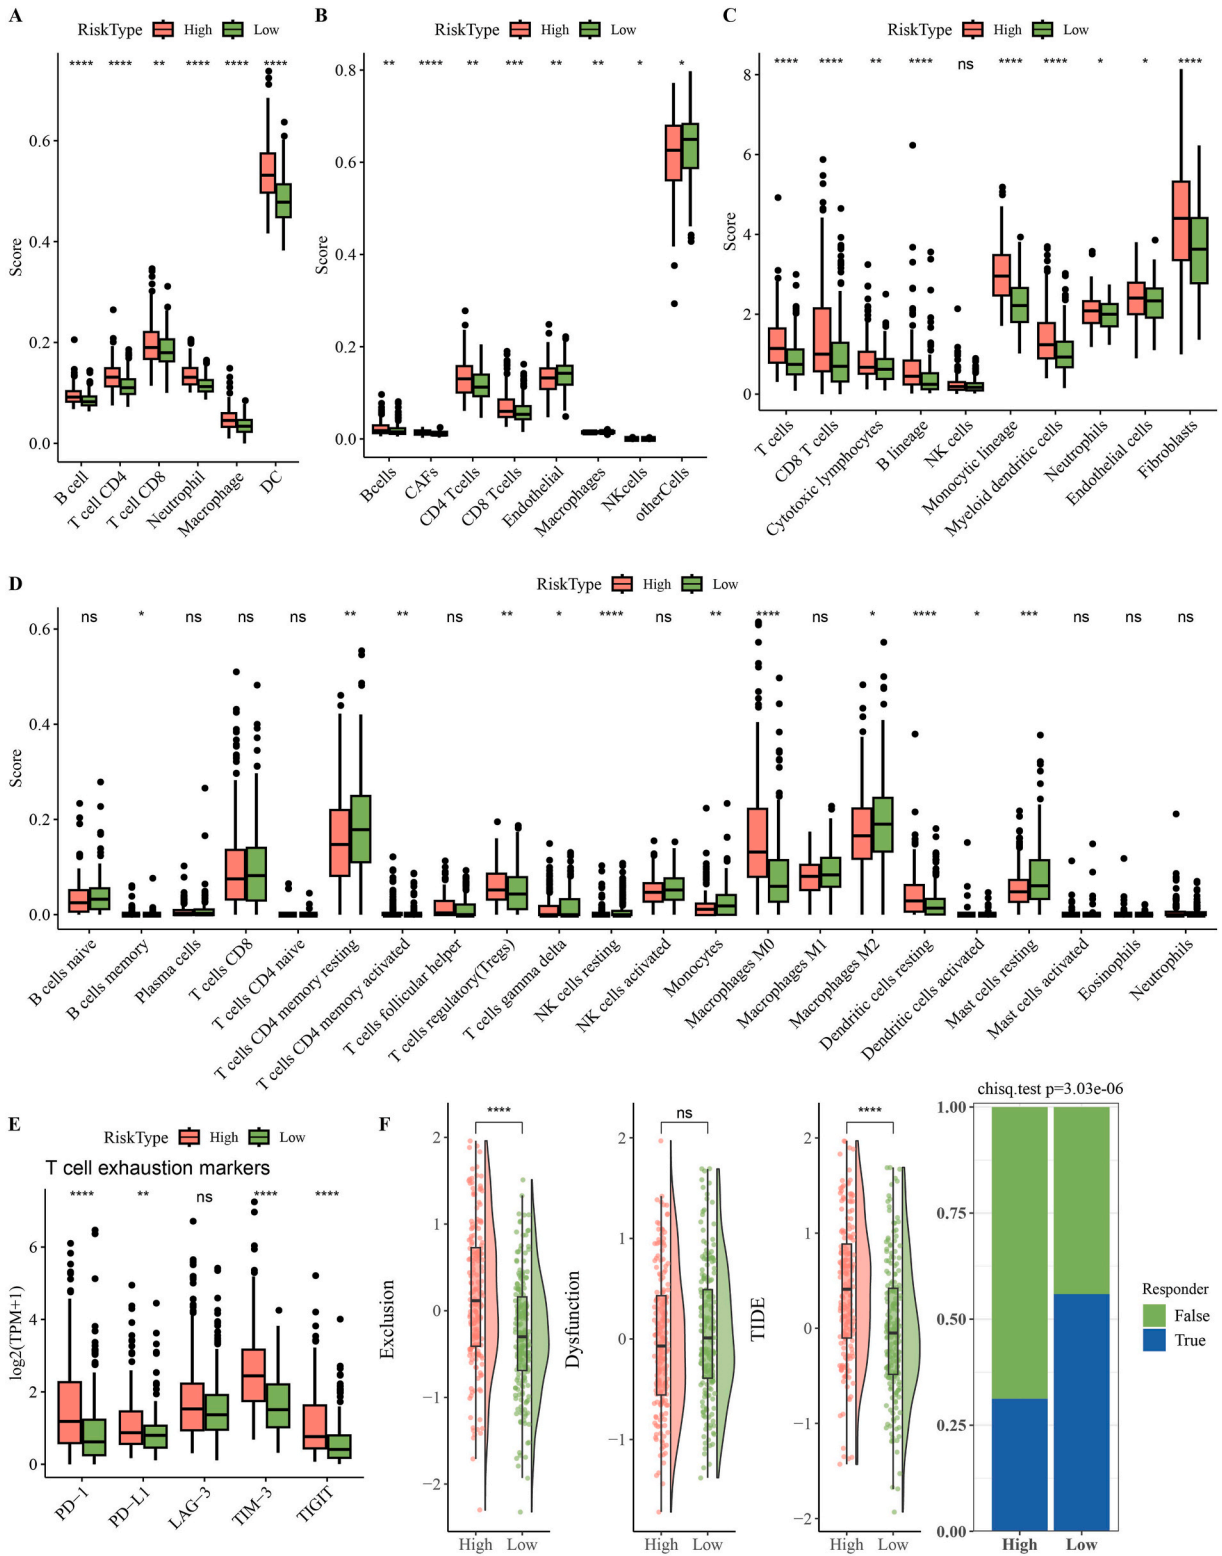 A
RiskType High Low
**** **** ** **** **** ****
Score
0.6
0.4
0.2
0.0
B cell
T cell CD4
T cell CD8
Neutrophil
Macrophage
DC
B
RiskType High Low
** **** ** *** ** ** * *
Score
0.8
0.6
0.4
0.2
0.0
Bcells
CAFs
CD4 Tcells
CD8 Tcells
Endothelial
Macrophages
NKcells
otherCells
C
RiskType High Low
**** **** ** **** ns **** **** * * ****
Score
8
6
4
2
0
T cells
CD8 T cells
Cytotoxic lymphocytes
B lineage
NK cells
Monocytic lineage
Myeloid dendritic cells
Neutrophils
Endothelial cells
Fibroblasts
D
RiskType High Low
ns * ns ns ns ** ** ns ** * **** ns ** **** ns * **** * *** ns ns ns
Score
0.6
0.4
0.2
0.0
B cells naive
B cells memory
Plasma cells
T cells CD8
T cells CD4 naive
T cells CD4 memory resting
T cells CD4 memory activated
T cells follicular helper
T cells regulatory(Tregs)
T cells gamma delta
NK cells resting
NK cells activated
Monocytes
Macrophages M0
Macrophages M1
Macrophages M2
Dendritic cells resting
Dendritic cells activated
Mast cells resting
Mast cells activated
Eosinophils
Neutrophils
E
RiskType High Low
T cell exhaustion markers
**** ** ns **** ****
log2(TPM+1)
6
4
2
0
PD−1
PD−L1
LAG−3
TIM−3
TIGIT
F
****
Exclusion
2
1
0
−1
−2
High Low
ns
Dysfunction
2
1
0
−1
High Low
****
TIDE
2
1
0
−1
−2
High Low
chisq.test p=3.03e-06
1.00
0.75
0.50
0.25
0.00
High Low
Responder
False
True